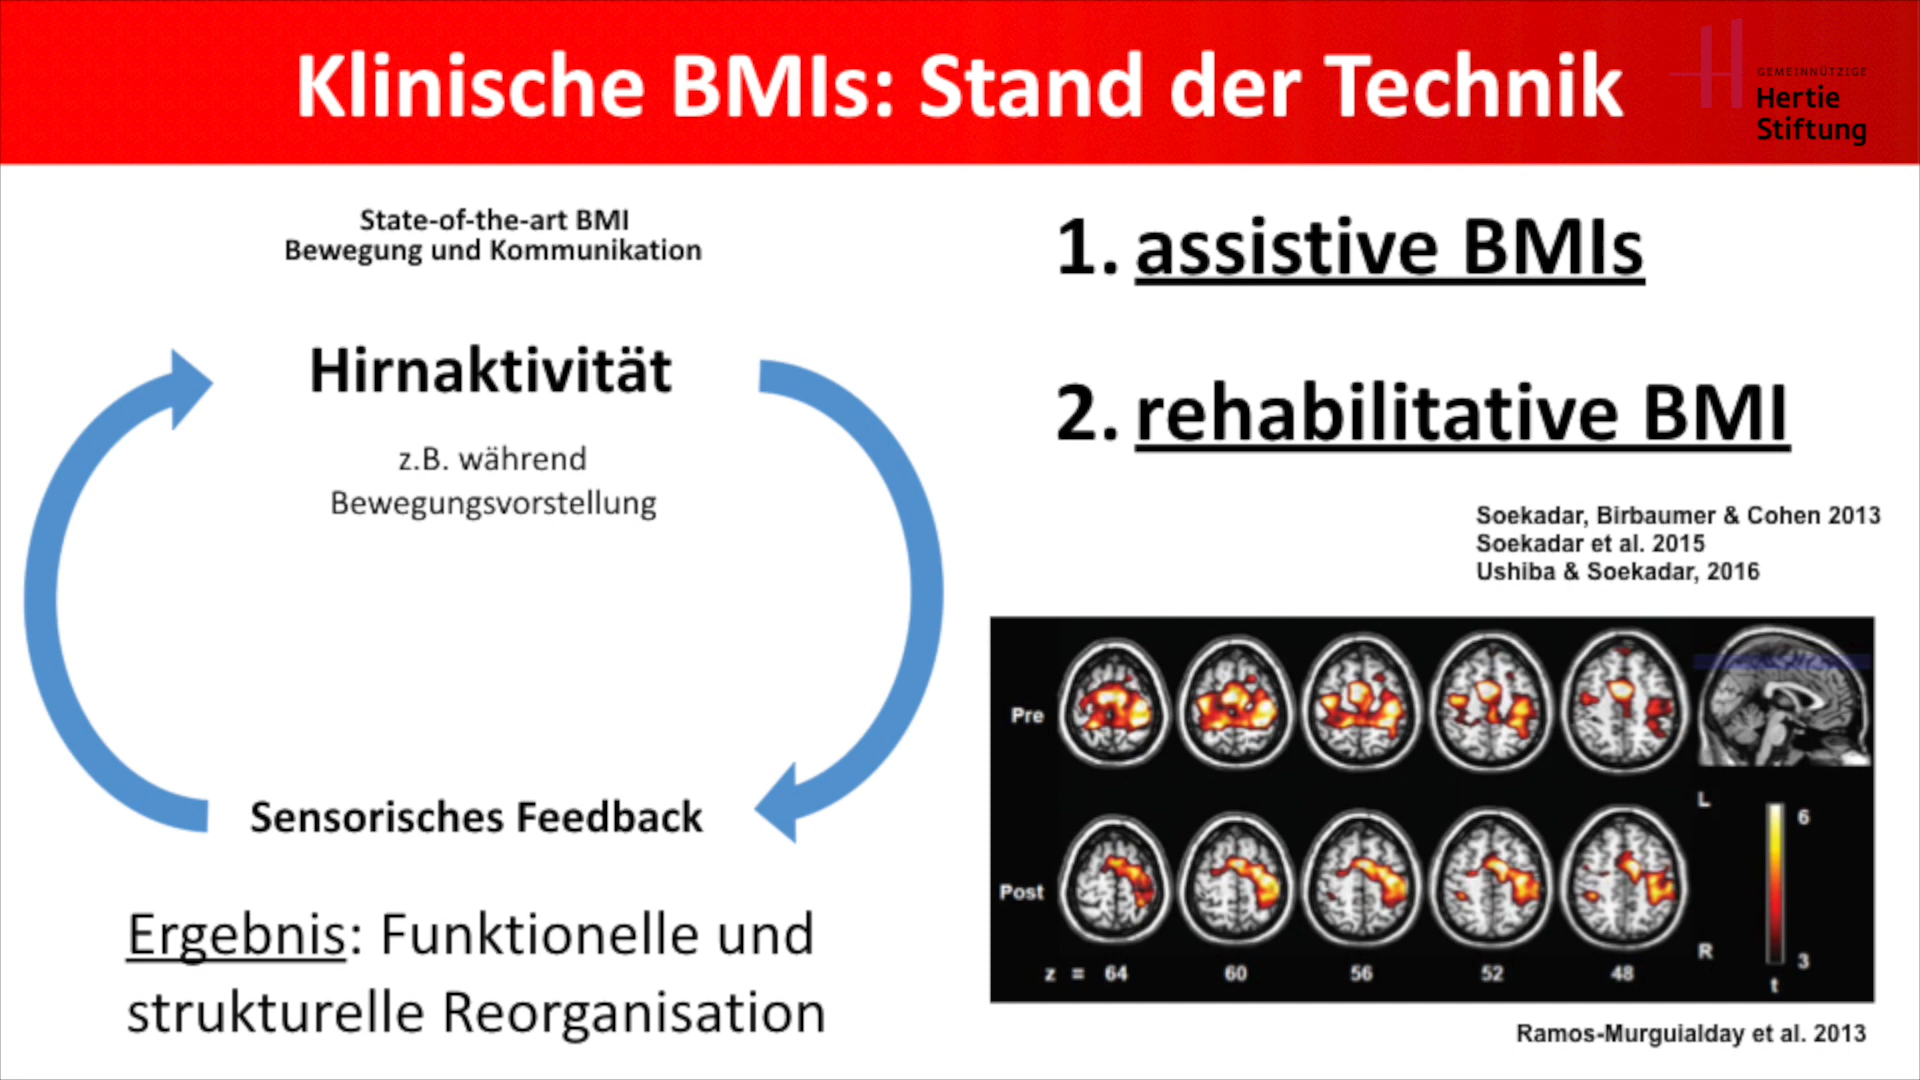 Klinische BMIs: Stand der Technik
GEMEINNÜTZIGE
Hertie
Stiftung
State-of-the-art BMI
Bewegung und Kommunikation
Hirnaktivität
z.B. während
Bewegungsvorstellung
Sensorisches Feedback
Ergebnis: Funktionelle und
strukturelle Reorganisation
1. assistive BMIs
2. rehabilitative BMI
Soekadar, Birbaumer & Cohen 2013
Soekadar et al. 2015
Ushiba & Soekadar, 2016
Pre
L
6
Post
R
3
z = 64 60 56 52 48
t
Ramos-Murguialday et al. 2013